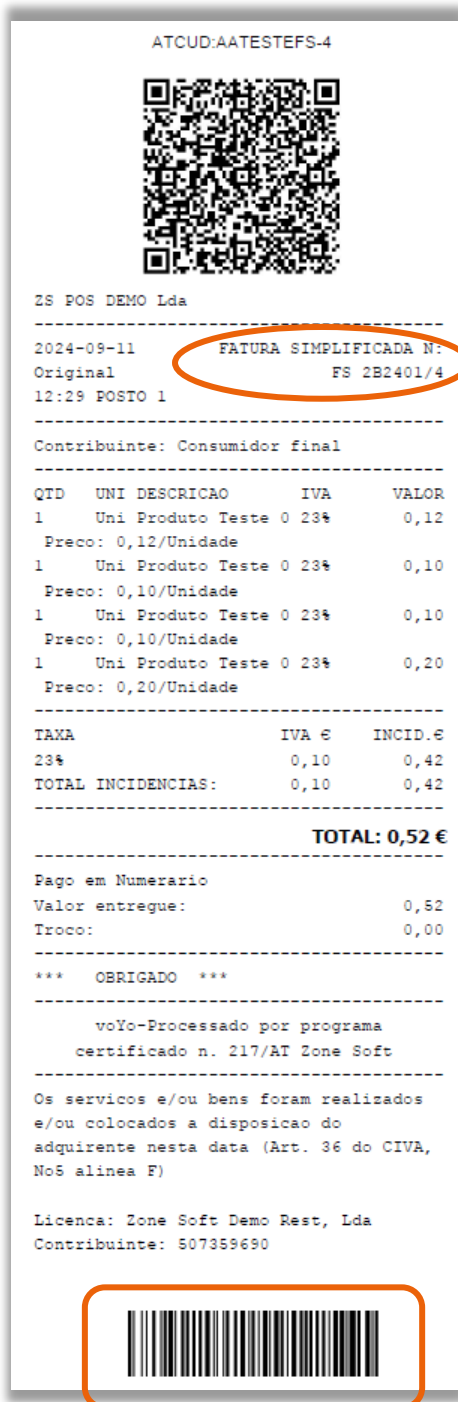 ATCUD:AATESTEFS-4
ZS POS DEMO Lda
2024-09-11 FATURA SIMPLIFICADA N:
Original FS 2B2401/4
12:29 POSTO 1
Contribuinte: Consumidor final
QTD UNI DESCRICAO IVA VALOR
1 Uni Produto Teste 0 23% 0,12
Preco: 0,12/Unidade
1 Uni Produto Teste 0 23% 0,10
Preco: 0,10/Unidade
1 Uni Produto Teste 0 23% 0,10
Preco: 0,10/Unidade
1 Uni Produto Teste 0 23% 0,20
Preco: 0,20/Unidade
TAXA IVA € INCID.€
23% 0,10 0,42
TOTAL INCIDENCIAS: 0,10 0,42
TOTAL: 0,52 €
Pago em Numerario
Valor entregue: 0,52
Troco: 0,00
*** OBRIGADO ***
voYo-Processado por programa
certificado n. 217/AT Zone Soft
Os servicos e/ou bens foram realizados
e/ou colocados a disposicao do
adquirente nesta data (Art. 36 do CIVA,
No5 alinea F)
Licenca: Zone Soft Demo Rest, Lda
Contribuinte: 507359690